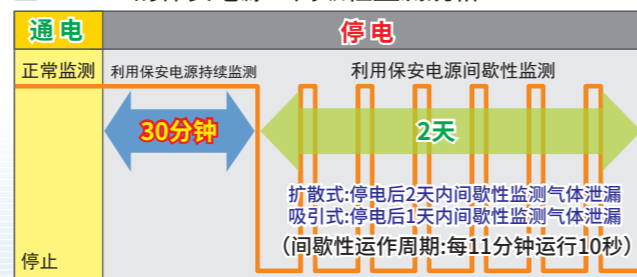 通电
停电
正常监测
利用保安电源持续监测
利用保安电源间歇性监测
30分钟
2天
扩散式:停电后2天内间歇性监测气体泄漏
吸引式:停电后1天内间歇性监测气体泄漏
(间歇性运作周期:每11分钟运行10秒)
停止